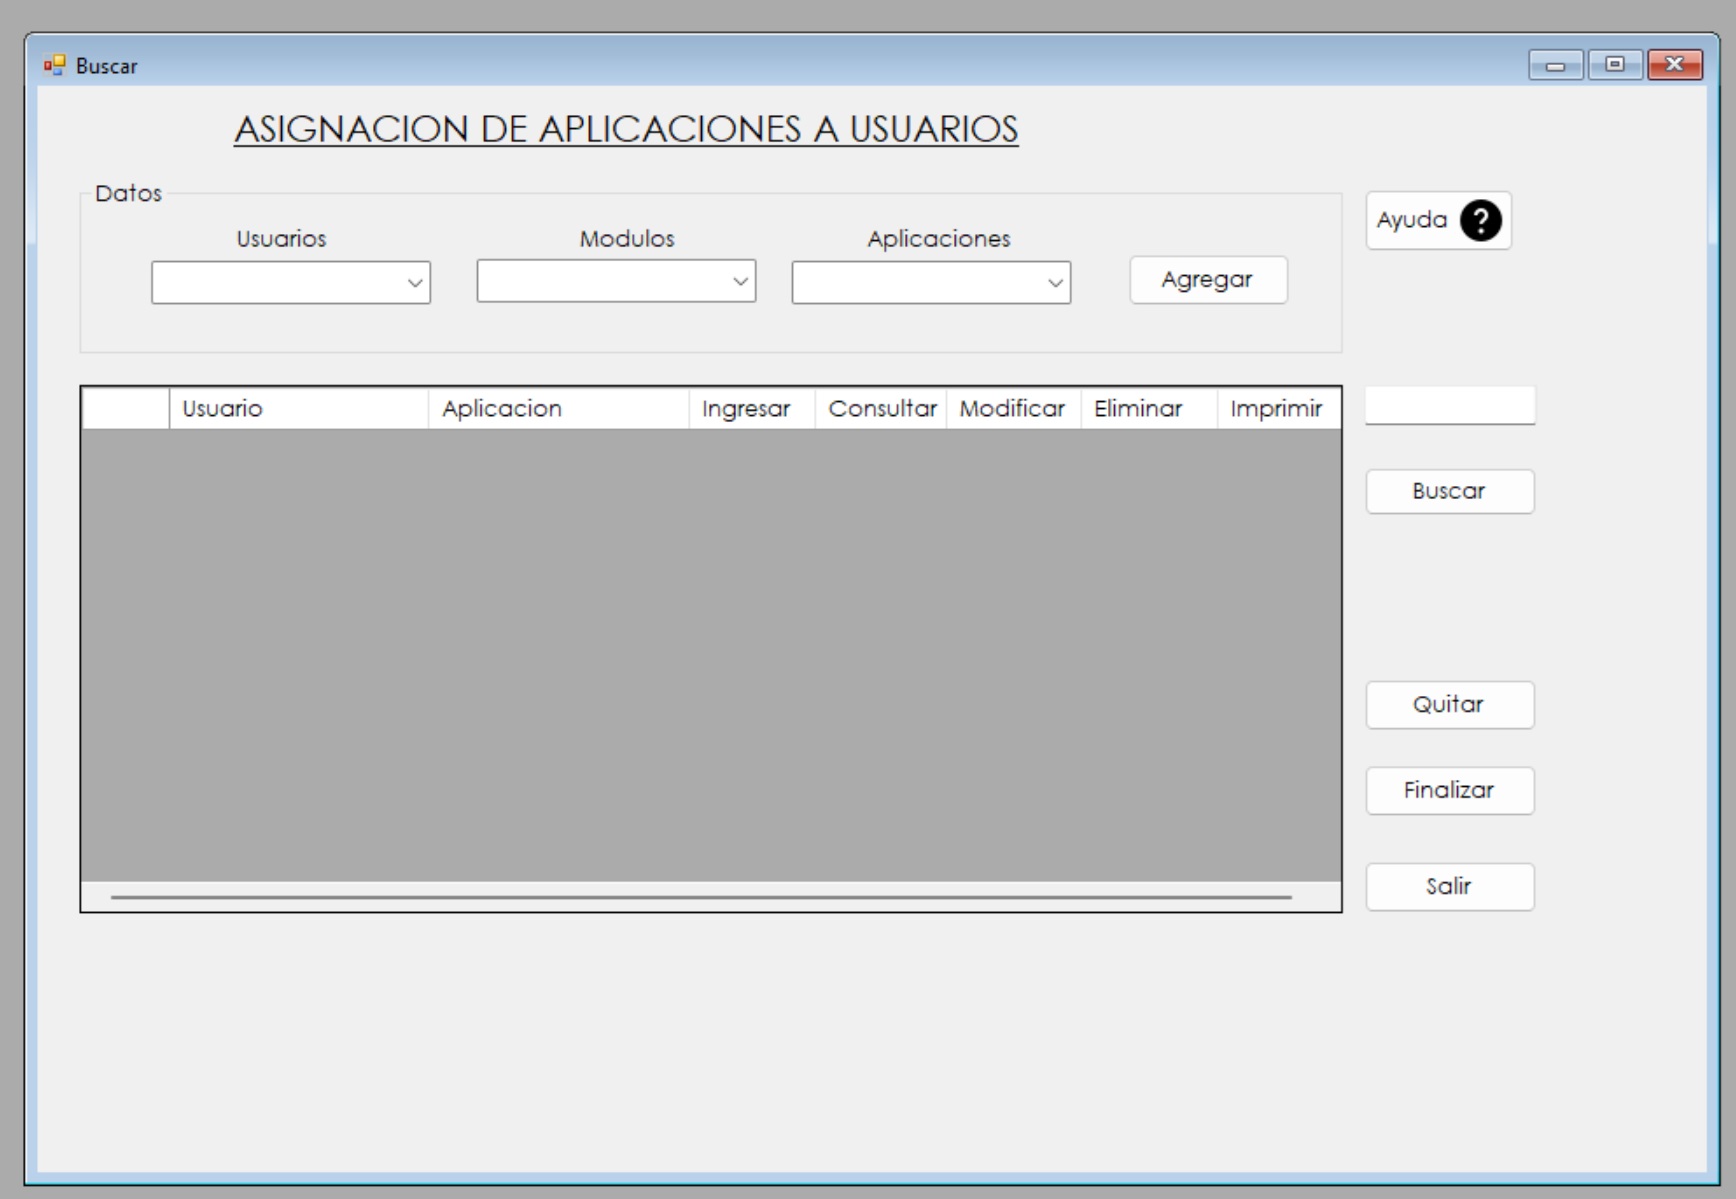 Buscar
ASIGNACION DE APLICACIONES A USUARIOS
Datos
Usuarios Modulos Aplicaciones
Agregar
Ayuda ?
Usuario Aplicacion Ingresar Consultar Modificar Eliminar Imprimir
Buscar
Quitar
Finalizar
Salir